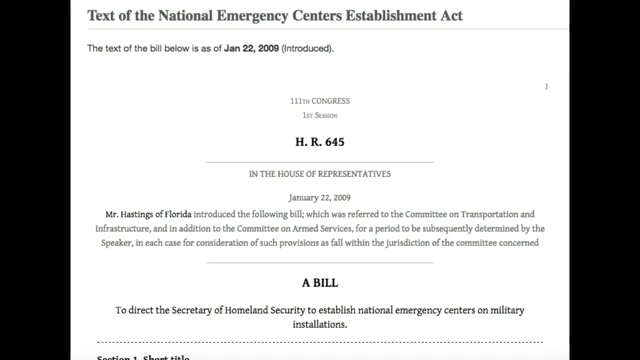 Text of the National Emergency Centers Establishment Act
The text of the bill below is as of Jan 22, 2009 (Introduced).
I
111TH CONGRESS
1ST SESSION
H. R. 645
IN THE HOUSE OF REPRESENTATIVES
January 22, 2009
Mr. Hastings of Florida introduced the following bill; which was referred to the Committee on Transportation and
Infrastructure, and in addition to the Committee on Armed Services, for a period to be subsequently determined by the
Speaker, in each case for consideration of such provisions as fall within the jurisdiction of the committee concerned
A BILL
To direct the Secretary of Homeland Security to establish national emergency centers on military
installations.
Section 1. Short title